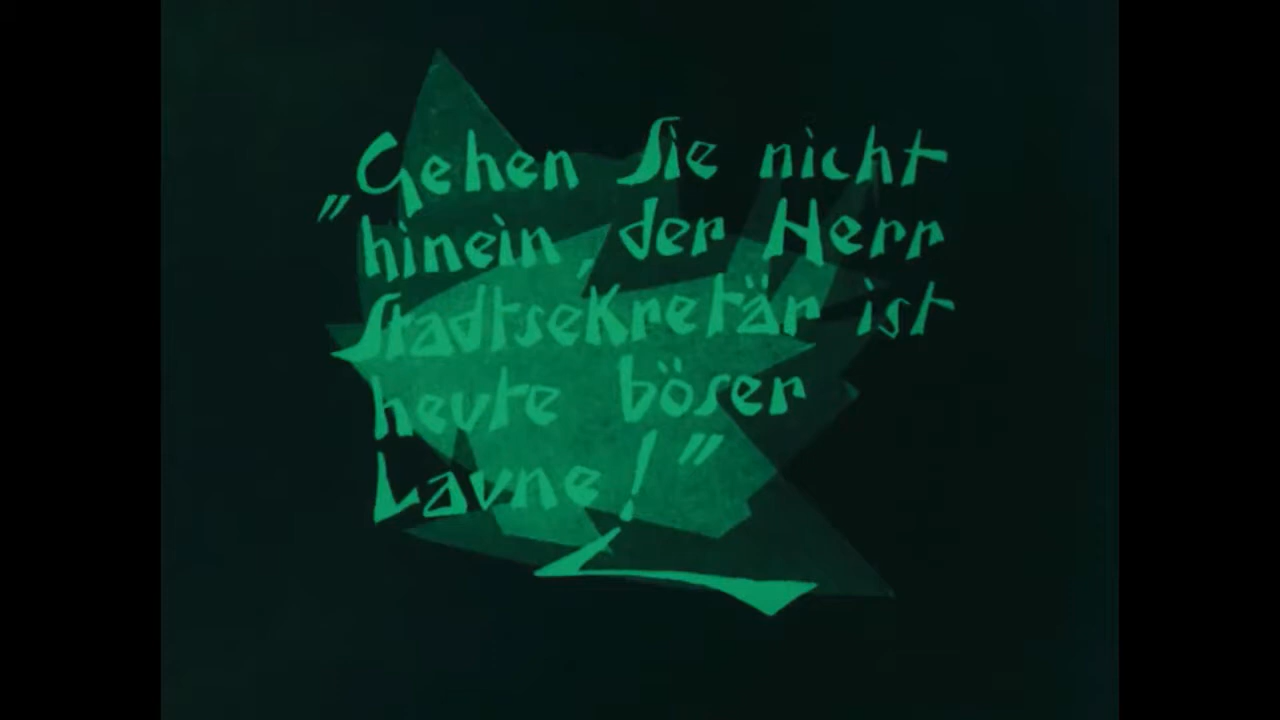 „Gehen Sie nicht
hinein, der Herr
Stadtsekretär ist
heute böser
Laune!”